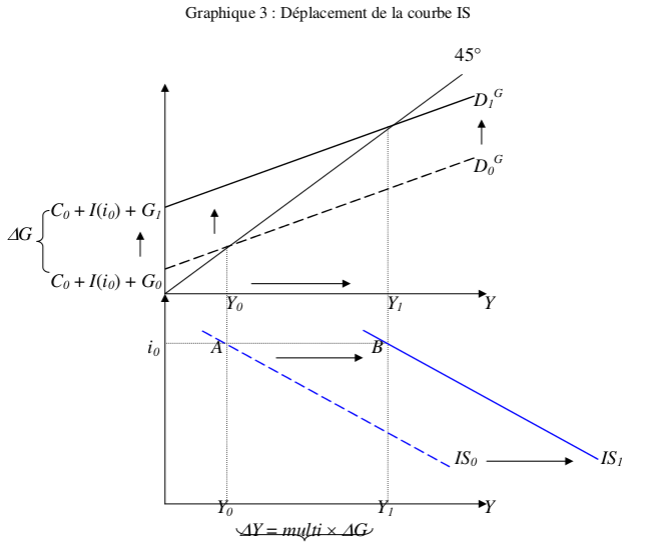 Graphique 3 : Déplacement de la courbe IS
45°
D₁ᴳ
D₀ᴳ
C₀ + I(i₀) + G₁
ΔG
C₀ + I(i₀) + G₀
Y₀ Y₁ Y
i₀ A B
IS₀ IS₁
Y₀ Y₁ Y
ΔY = multi × ΔG